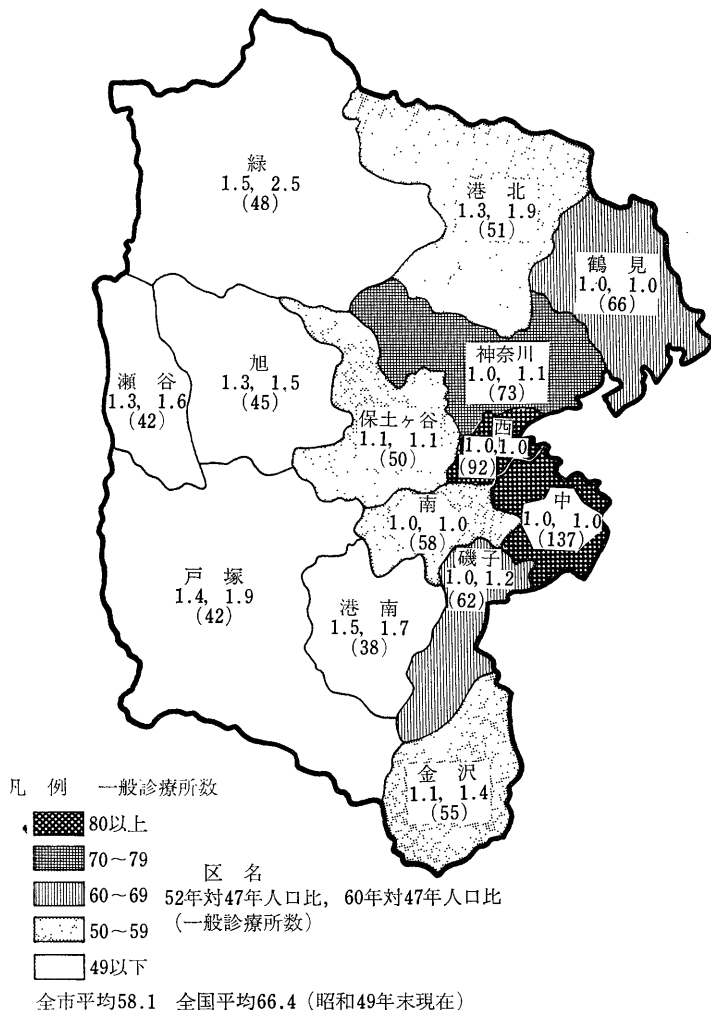 緑
1.5, 2.5
(48)
港北
1.3, 1.9
(51)
鶴見
1.0, 1.0
(66)
神奈川
1.0, 1.1
(73)
瀬谷
1.3, 1.6
(42)
旭
1.3, 1.5
(45)
保土ヶ谷
1.1, 1.1
(50)
西
1.0, 1.0
(92)
中
1.0, 1.0
(137)
南
1.0, 1.0
(58)
磯子
1.0, 1.2
(62)
戸塚
1.4, 1.9
(42)
港南
1.5, 1.7
(38)
金沢
1.1, 1.4
(55)
凡例 一般診療所数
80以上
70~79
60~69
50~59
49以下
区名
52年対47年人口比, 60年対47年人口比
(一般診療所数)
全市平均58.1 全国平均66.4 (昭和49年末現在)